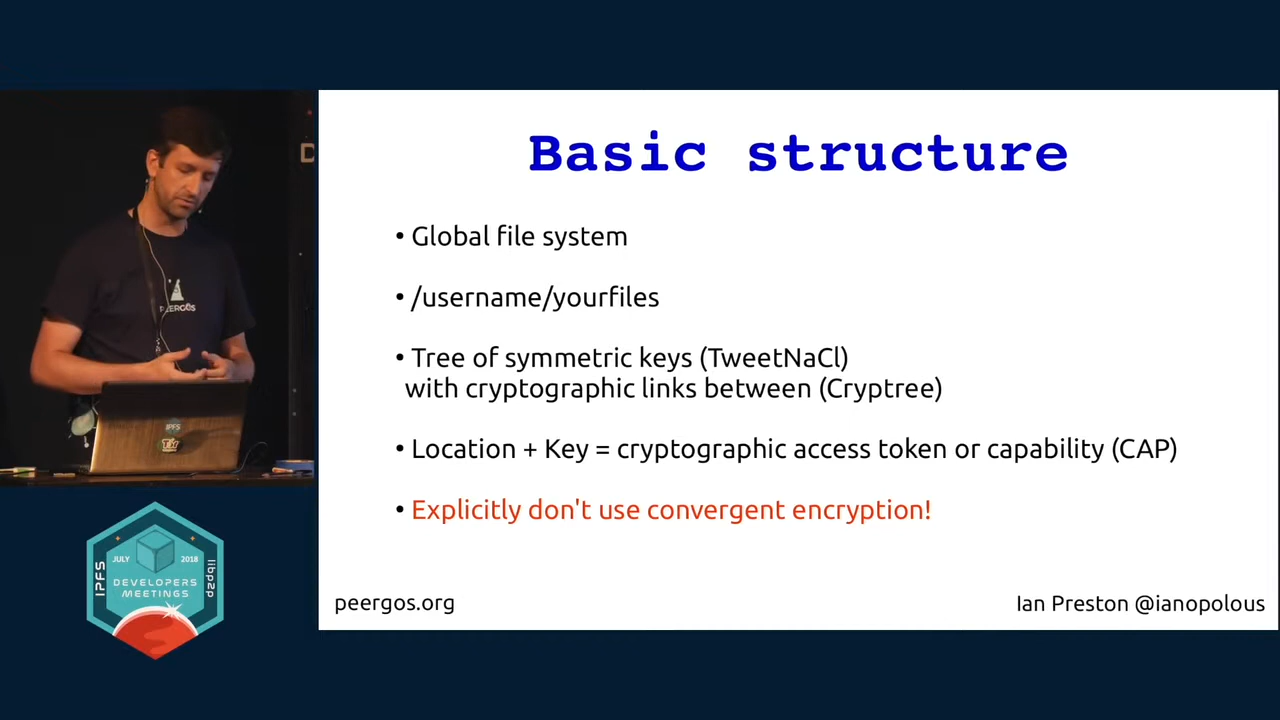 Basic structure
• Global file system
• /username/yourfiles
• Tree of symmetric keys (TweetNaCl)
with cryptographic links between (Cryptree)
• Location + Key = cryptographic access token or capability (CAP)
• Explicitly don't use convergent encryption!
peergos.org
Ian Preston @ianopolous
IPFS
JULY
2018
libp2p
DEVELOPERS
MEETINGS
IPFS